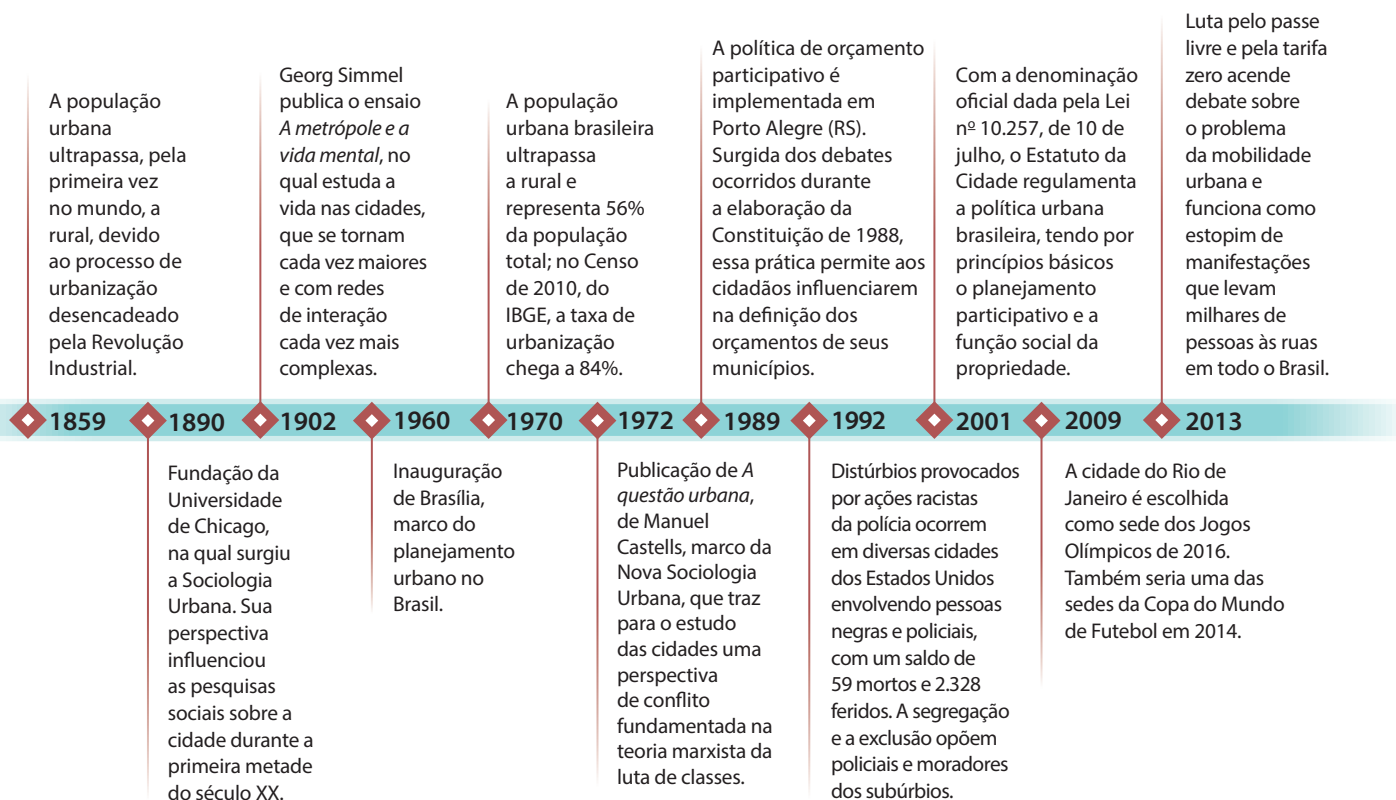 A população
urbana
ultrapassa, pela
primeira vez
no mundo, a
rural, devido
ao processo de
urbanização
desencadeado
pela Revolução
Industrial.
1859
1890
Fundação da
Universidade
de Chicago,
na qual surgiu
a Sociologia
Urbana. Sua
perspectiva
influenciou
as pesquisas
sociais sobre a
cidade durante a
primeira metade
do século XX.
Georg Simmel
publica o ensaio
A metrópole e a
vida mental, no
qual estuda a
vida nas cidades,
que se tornam
cada vez maiores
e com redes
de interação
cada vez mais
complexas.
1902
1960
Inauguração
de Brasília,
marco do
planejamento
urbano no
Brasil.
A população
urbana brasileira
ultrapassa
a rural e
representa 56%
da população
total; no Censo
de 2010, do
IBGE, a taxa de
urbanização
chega a 84%.
1970
1972
Publicação de A
questão urbana,
de Manuel
Castells, marco da
Nova Sociologia
Urbana, que traz
para o estudo
das cidades uma
perspectiva
de conflito
fundamentada na
teoria marxista da
luta de classes.
A política de orçamento
participativo é
implementada em
Porto Alegre (RS).
Surgida dos debates
ocorridos durante
a elaboração da
Constituição de 1988,
essa prática permite aos
cidadãos influenciarem
na definição dos
orçamentos de seus
municípios.
1989
1992
Distúrbios provocados
por ações racistas
da polícia ocorrem
em diversas cidades
dos Estados Unidos
envolvendo pessoas
negras e policiais,
com um saldo de
59 mortos e 2.328
feridos. A segregação
e a exclusão opõem
policiais e moradores
dos subúrbios.
Com a denominação
oficial dada pela Lei
nº 10.257, de 10 de
julho, o Estatuto da
Cidade regulamenta
a política urbana
brasileira, tendo por
princípios básicos
o planejamento
participativo e a
função social da
propriedade.
2001
2009
A cidade do Rio de
Janeiro é escolhida
como sede dos Jogos
Olímpicos de 2016.
Também seria uma das
sedes da Copa do Mundo
de Futebol em 2014.
Luta pelo passe
livre e pela tarifa
zero acende
debate sobre
o problema
da mobilidade
urbana e
funciona como
estopim de
manifestações
que levam
milhares de
pessoas às ruas
em todo o Brasil.
2013